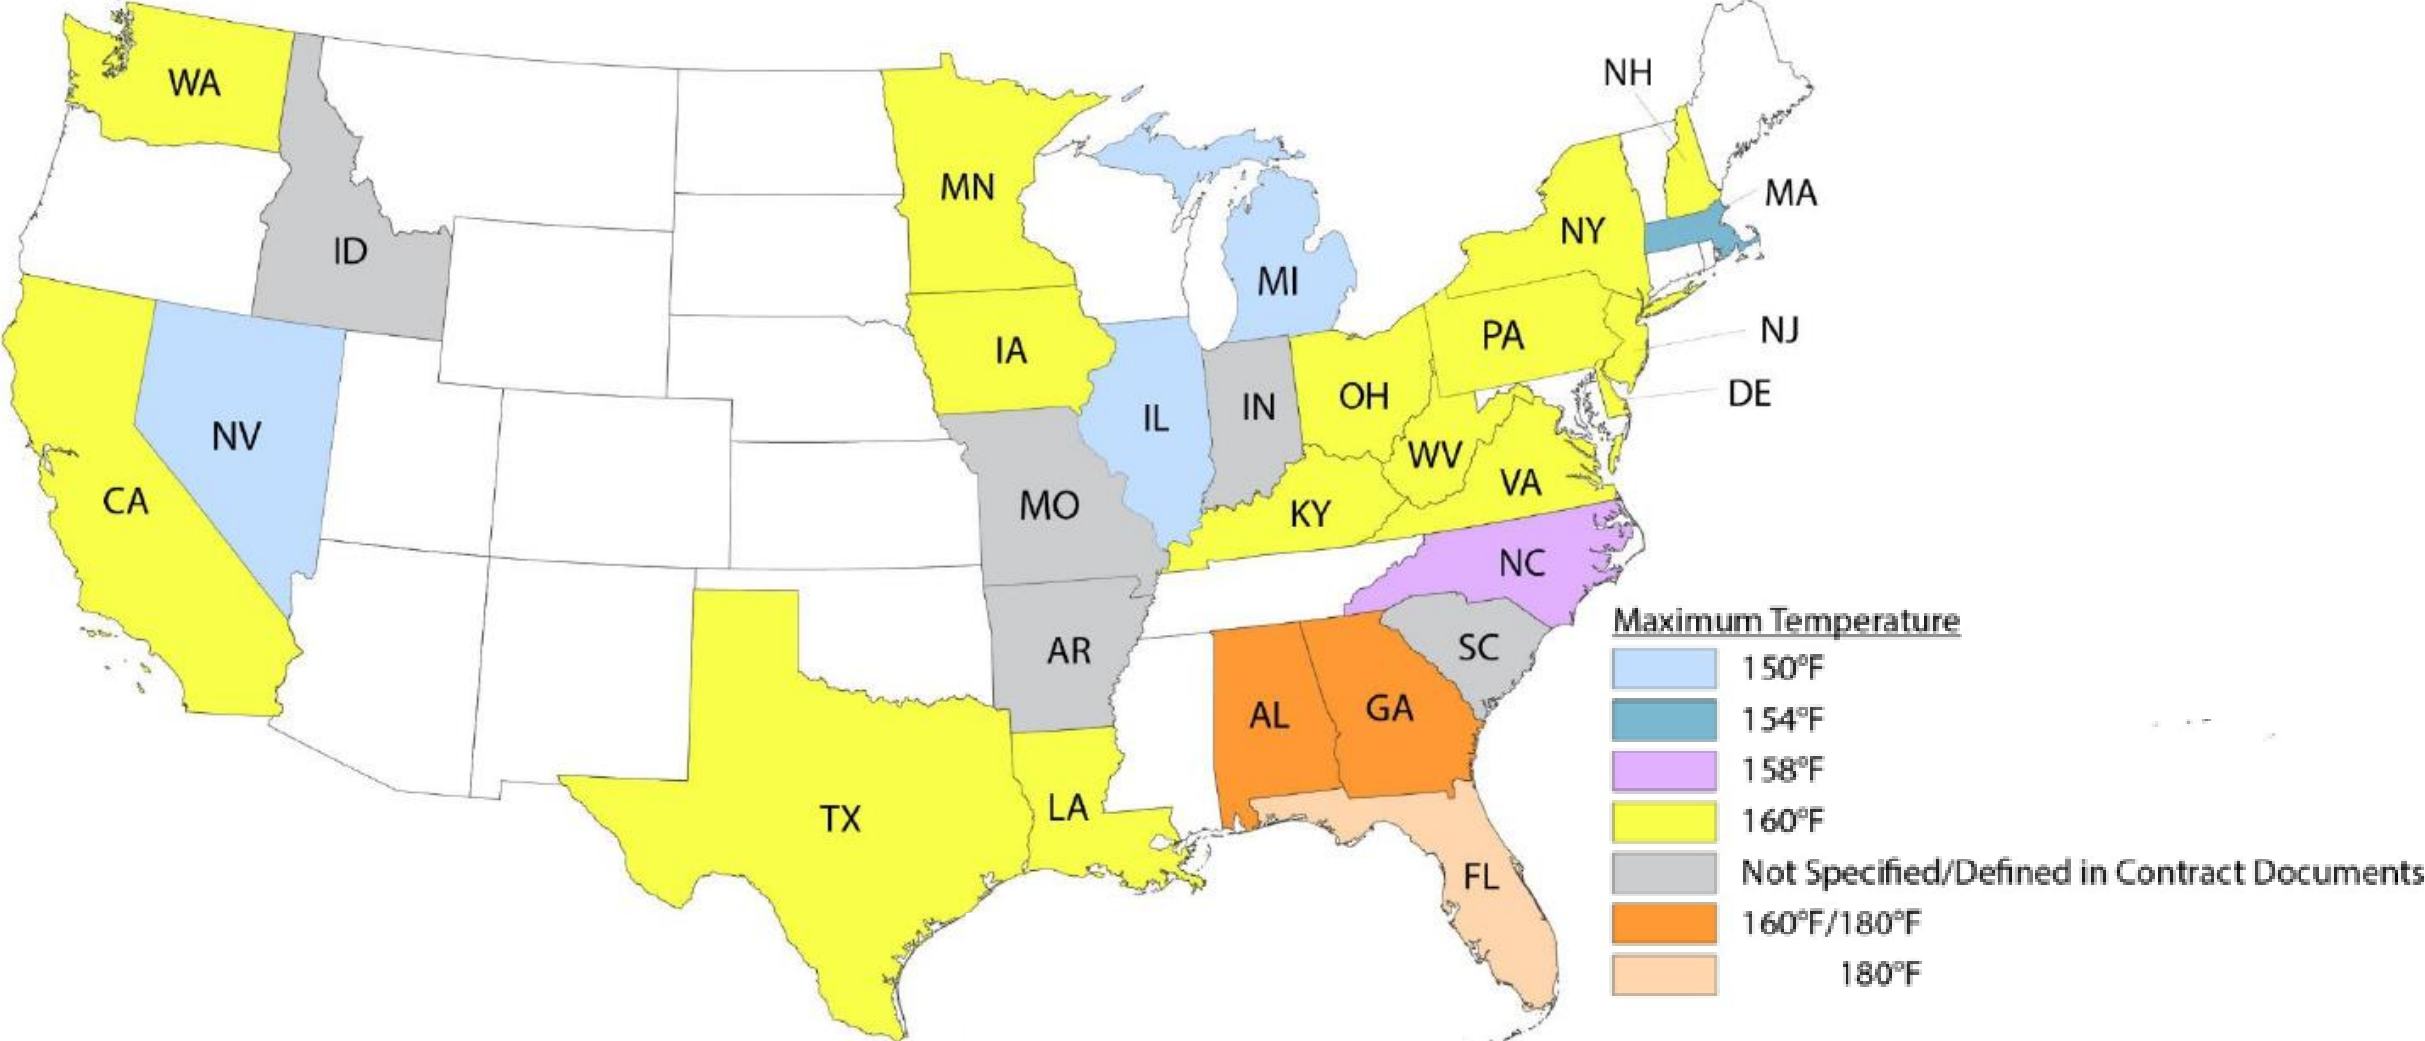 WA
NH
MN
MA
NY
ID
MI
NJ
PA
IA
DE
OH
IN
IL
NV
WV
VA
CA
MO
KY
NC
AR
SC
GA
AL
LA
TX
FL
Maximum Temperature
150°F
154°F
158°F
160°F
Not Specified/Defined in Contract Documents
160°F/180°F
180°F